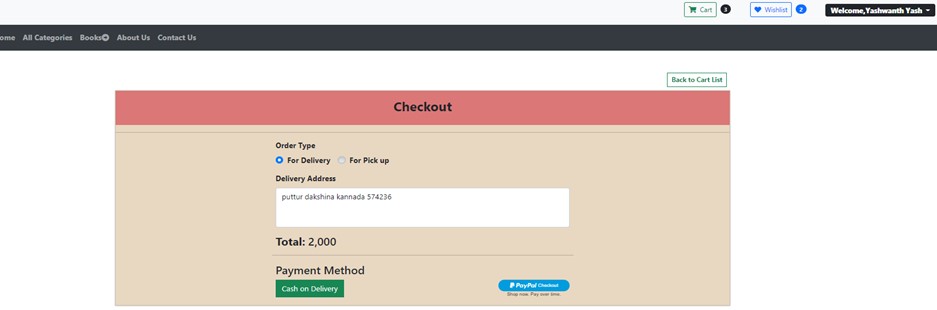 Cart 3 Wishlist 2 Welcome,Yashwanth Yash
ome All Categories Books About Us Contact Us
Back to Cart List
Checkout
Order Type
For Delivery For Pick up
Delivery Address
puttur dakshina kannada 574236
Total: 2,000
Payment Method
Cash on Delivery PayPal Checkout
Shop now. Pay over time.